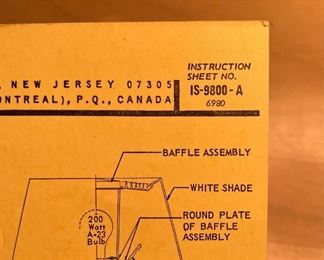 INSTRUCTION
SHEET NO.
, NEW JERSEY 07305
IS-9800-A
ONTREAL), P.Q., CANADA
6980
BAFFLE ASSEMBLY
200
Watt
A-23
Bulb
WHITE SHADE
ROUND PLATE
OF BAFFLE
ASSEMBLY